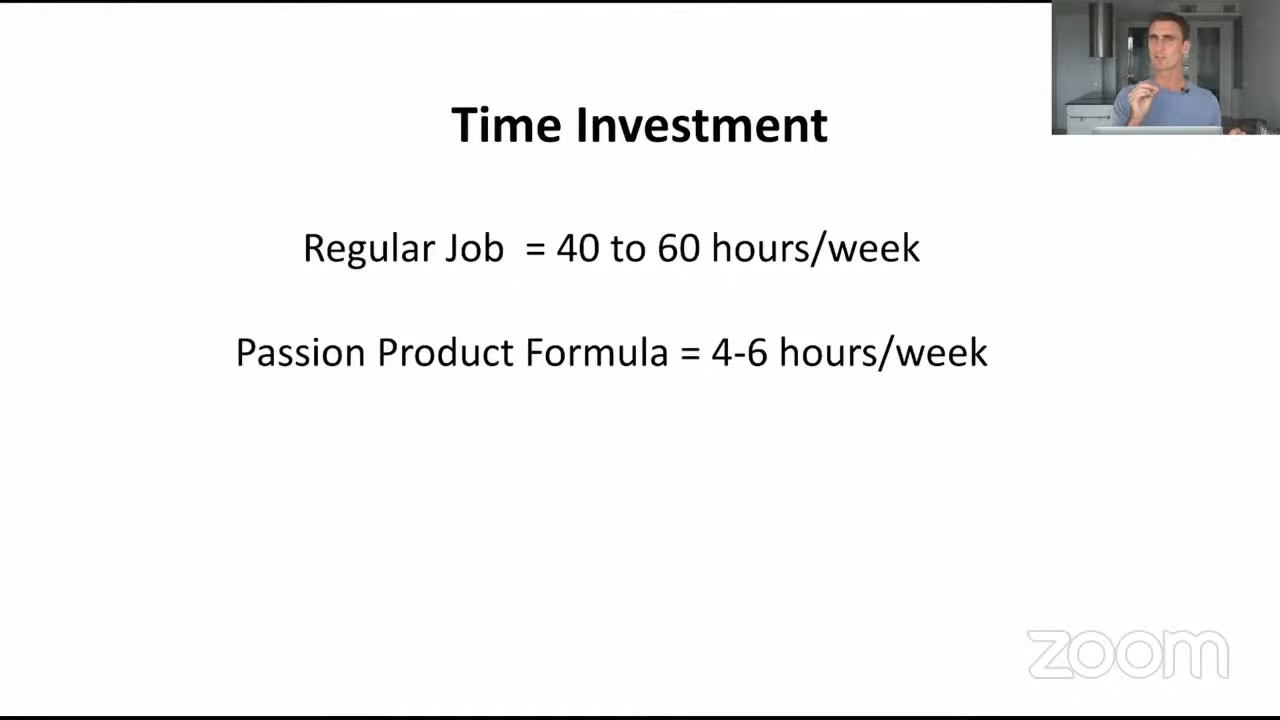 Time Investment
Regular Job = 40 to 60 hours/week
Passion Product Formula = 4-6 hours/week
zoom